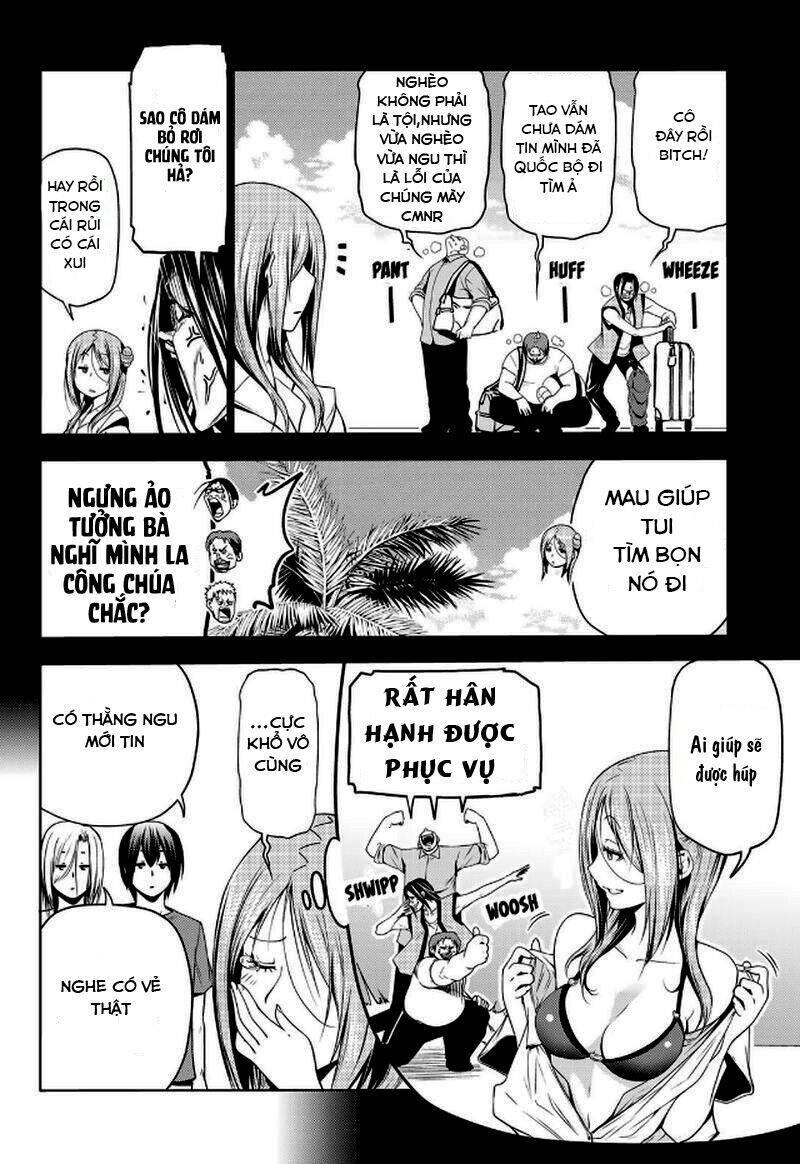 CÔ
ĐÂY RỒI
BITCH!
TAO VẪN
CHƯA DÁM
TIN MÌNH ĐÃ
QUỐC BỘ ĐI
TÌM Ả
NGHÈO
KHÔNG PHẢI
LÀ TỘI,NHƯNG
VỪA NGHÈO
VỪA NGU THÌ
LÀ LỖI CỦA
CHÚNG MÀY
CMNR
WHEEZE
HUFF
PANT
SAO CÔ DÁM
BỎ RƠI
CHÚNG TÔI
HẢ?
HAY RỒI
TRONG
CÁI RỦI
CÓ CÁI
XUI
MAU GIÚP
TUI
TÌM BỌN
NÓ ĐI
NGƯNG ẢO
TƯỞNG BÀ
NGHĨ MÌNH LA
CÔNG CHÚA
CHẮC?
Ai giúp sẽ
được húp
RẤT HÂN
HẠNH ĐƯỢC
PHỤC VỤ
SHWIPP
WOOSH
...CỰC
KHỔ VÔ
CÙNG
CÓ THẰNG NGU
MỚI TIN
NGHE CÓ VẺ
THẬT